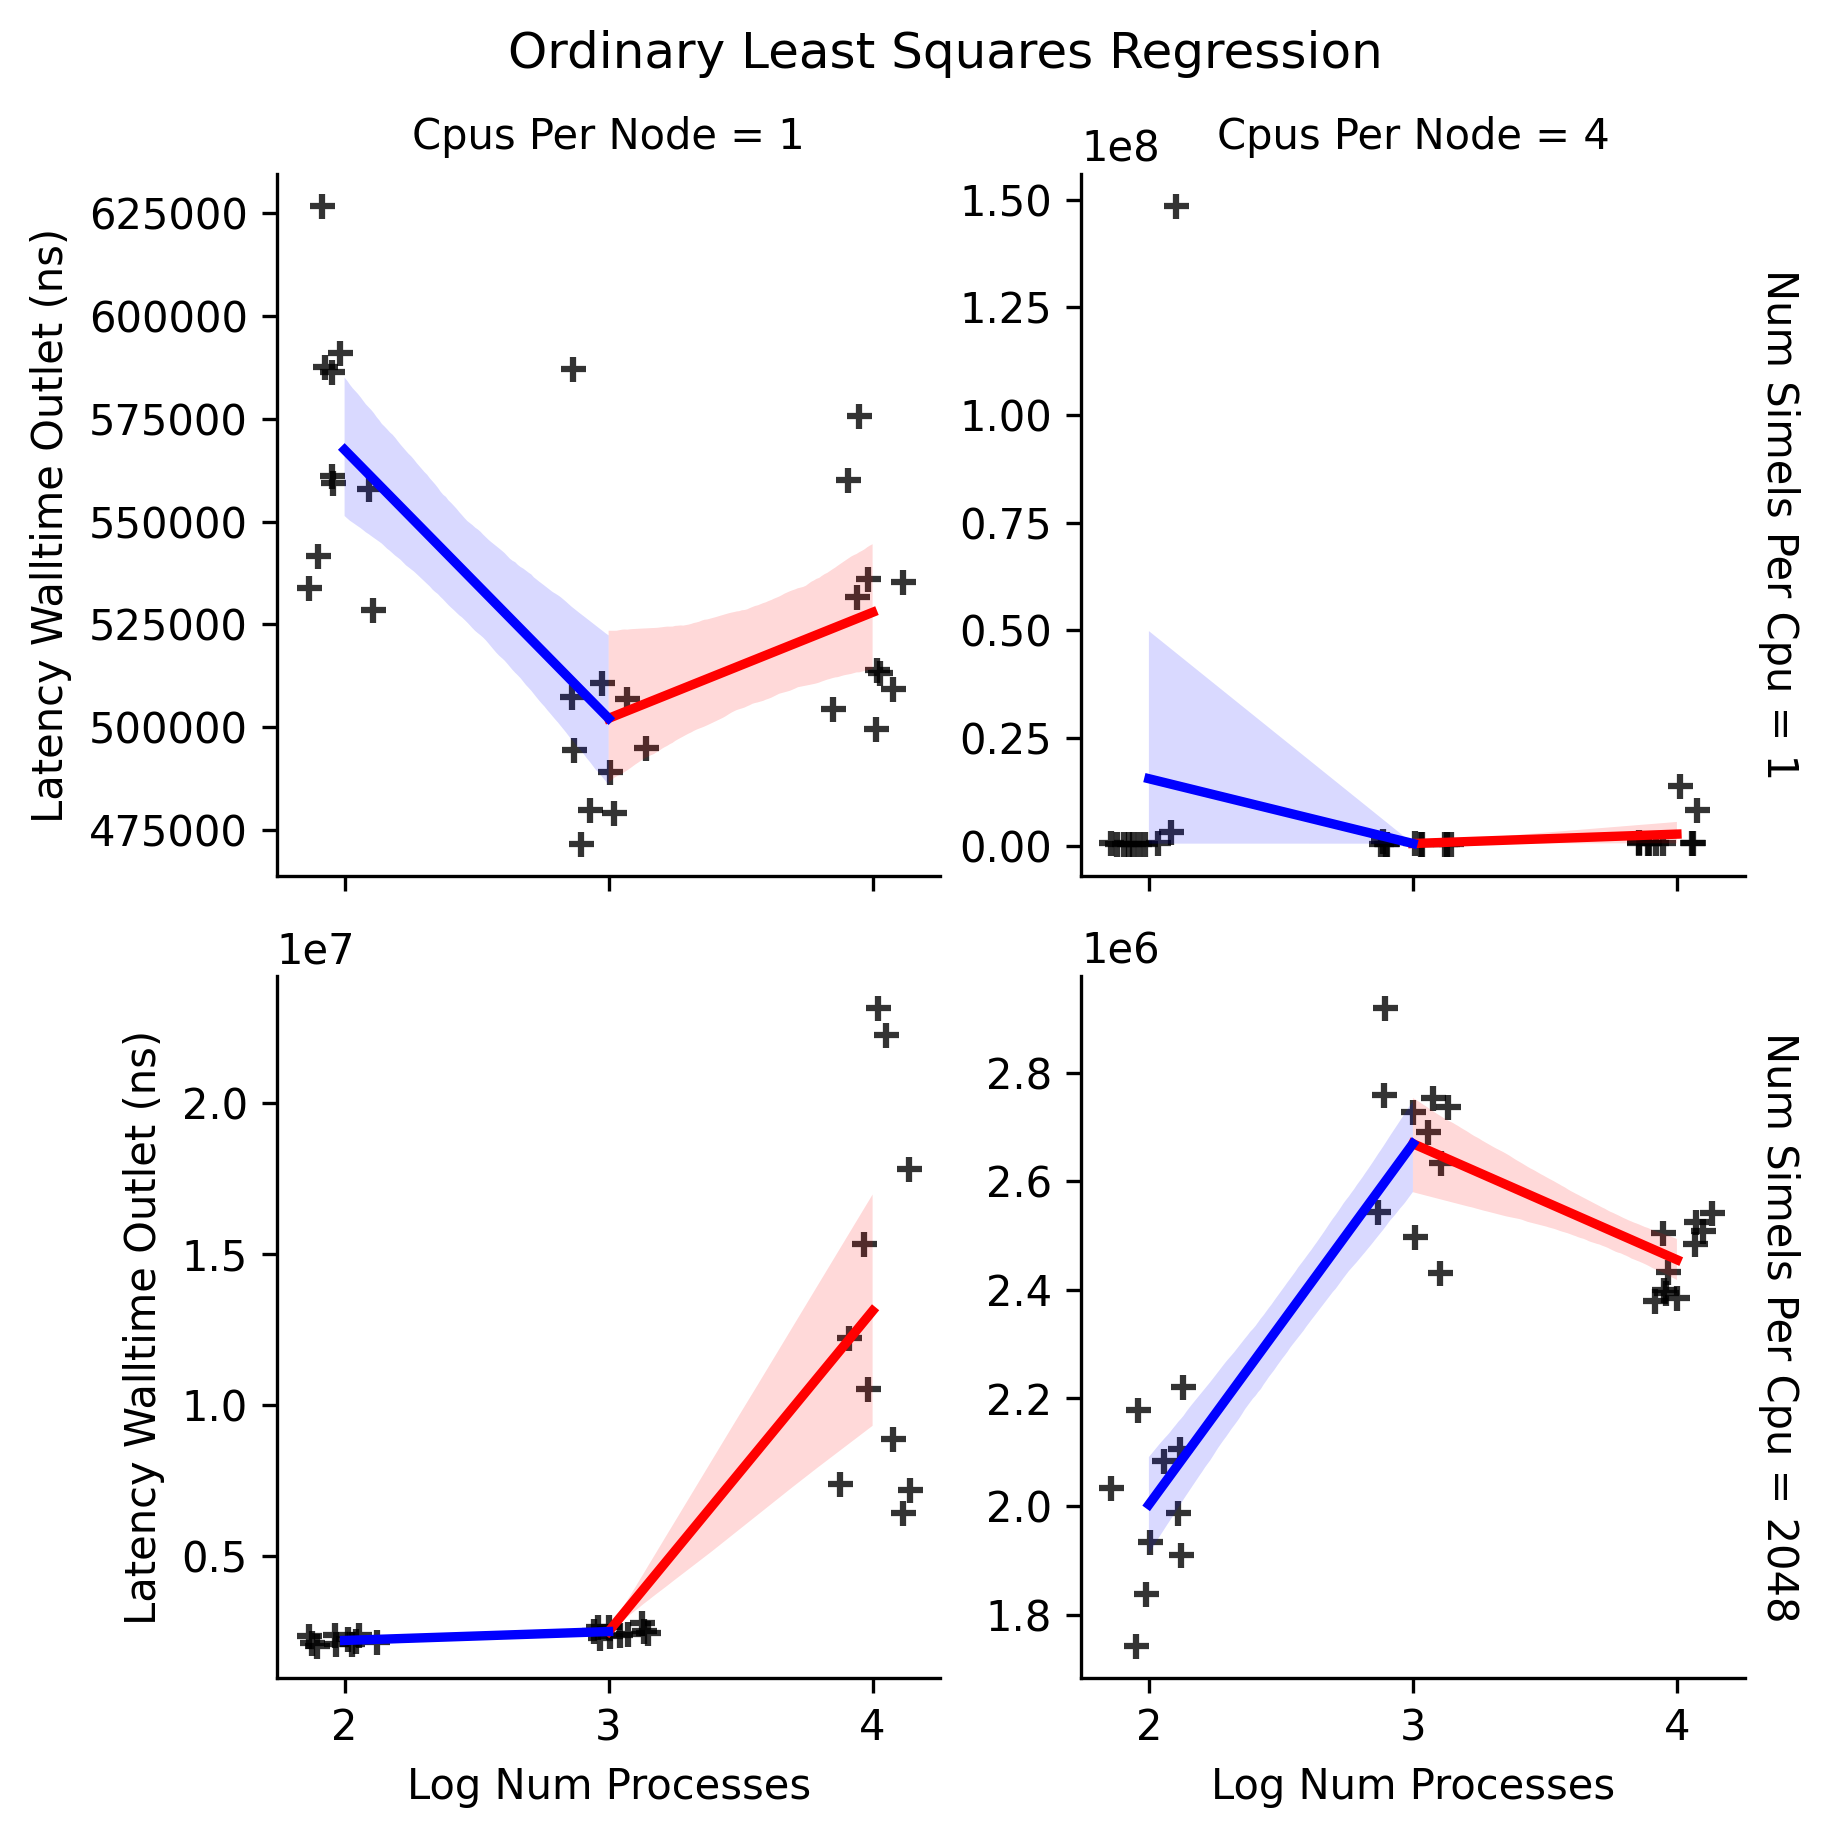 Ordinary Least Squares Regression
Cpus Per Node = 1
Latency Walltime Outlet (ns)
625000
600000
575000
550000
525000
500000
475000
Cpus Per Node = 4
1e8
1.50
1.25
1.00
0.75
0.50
0.25
0.00
Num Simels Per Cpu = 1
1e7
Latency Walltime Outlet (ns)
2.0
1.5
1.0
0.5
2 3 4
Log Num Processes
1e6
2.8
2.6
2.4
2.2
2.0
1.8
2 3 4
Log Num Processes
Num Simels Per Cpu = 2048